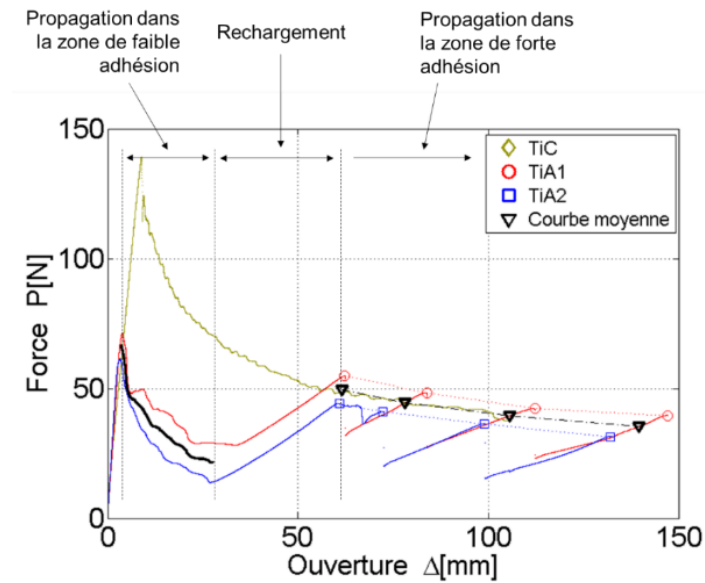 Propagation dans
la zone de faible
adhésion
Rechargement
Propagation dans
la zone de forte
adhésion
150
100
50
0
Force P[N]
TiC
TiA1
TiA2
Courbe moyenne
0
50
100
150
Ouverture Δ[mm]